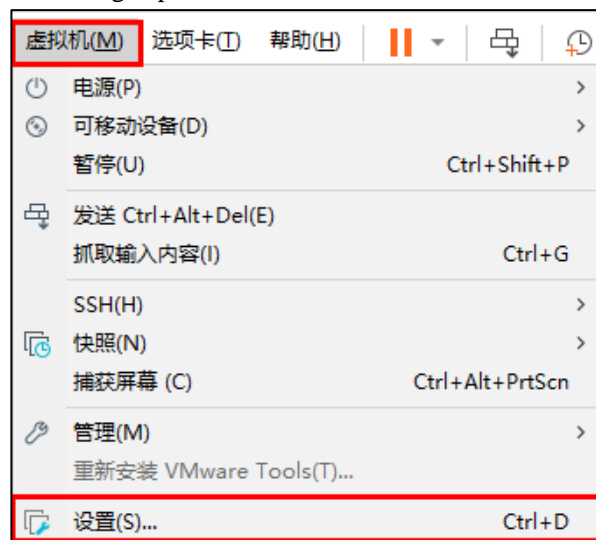 虚拟机(M) 选项卡(T) 帮助(H)
电源(P)
可移动设备(D)
暂停(U) Ctrl+Shift+P
发送 Ctrl+Alt+Del(E)
抓取输入内容(I) Ctrl+G
SSH(H)
快照(N)
捕获屏幕 (C) Ctrl+Alt+PrtScn
管理(M)
重新安装 VMware Tools(T)...
设置(S)... Ctrl+D